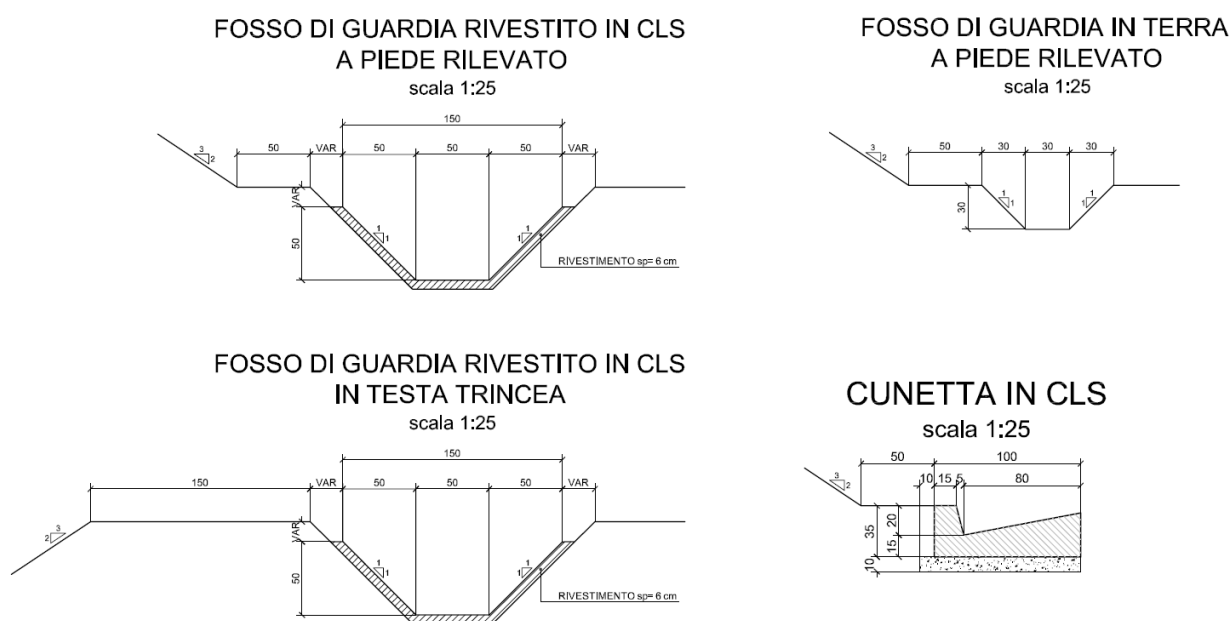 FOSSO DI GUARDIA RIVESTITO IN CLS
A PIEDE RILEVATO
scala 1:25
150
50 VAR 50 50 50 VAR
3
2
VAR
50
1
1
1
1
RIVESTIMENTO sp= 6 cm
FOSSO DI GUARDIA IN TERRA
A PIEDE RILEVATO
scala 1:25
50 30 30 30
3
2
30
1
1
1
1
FOSSO DI GUARDIA RIVESTITO IN CLS
IN TESTA TRINCEA
scala 1:25
150
150 VAR 50 50 50 VAR
3
2
VAR
50
1
1
1
1
RIVESTIMENTO sp= 6 cm
CUNETTA IN CLS
scala 1:25
50 100
10 15 5 80
3
2
35
20
15
10